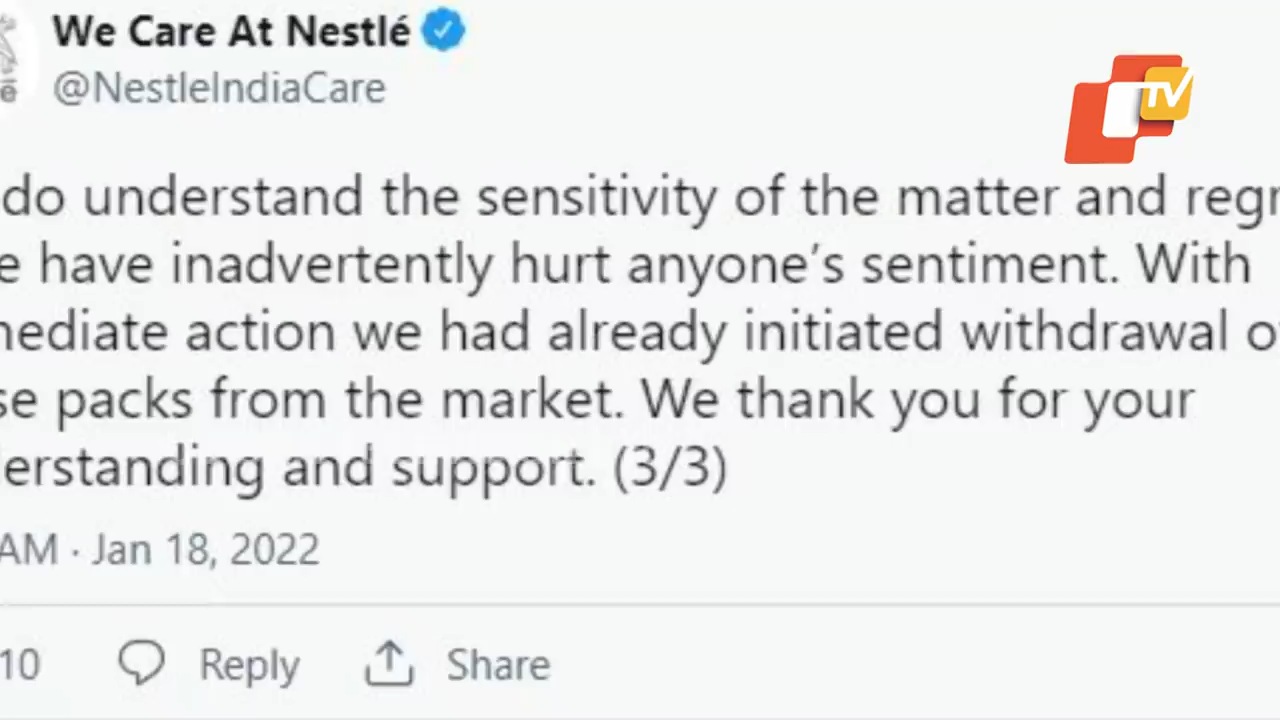 We Care At Nestlé
@NestleIndiaCare
TV
do understand the sensitivity of the matter and regr
e have inadvertently hurt anyone’s sentiment. With
mediate action we had already initiated withdrawal o
se packs from the market. We thank you for your
erstanding and support. (3/3)
AM · Jan 18, 2022
10 Reply Share